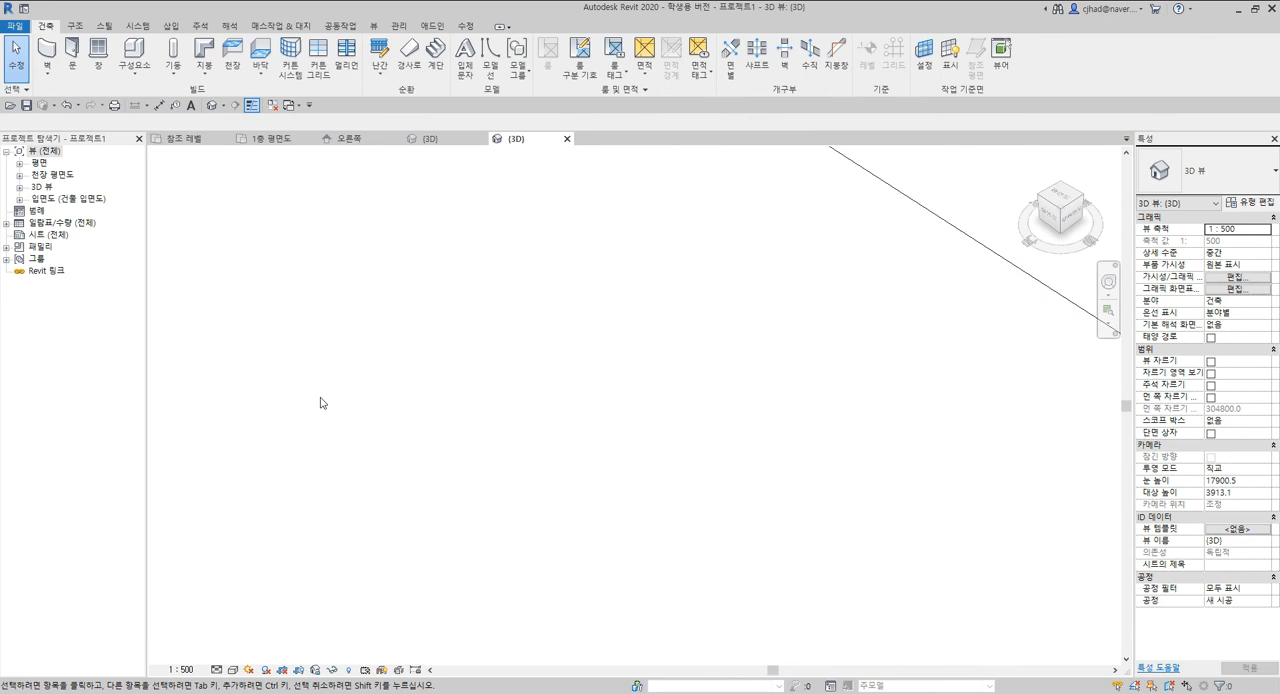 Autodesk Revit 2020 - 학생용 버전 - 프로젝트1 - 3D 뷰: {3D}
cjhad@naver....
파일 건축 구조 스틸 시스템 삽입 주석 해석 매스작업 & 대지 공동작업 뷰 관리 애드인 수정
수정 벽 문 창 구성요소 기둥 지붕 천장 바닥 커튼 시스템 커튼 그리드 멀리언 난간 경사로 계단 입체 문자 모델 선 모델 그룹 룸 룸 구분 기호 룸 태그 면적 면적 경계 면적 태그 면 별 샤프트 벽 수직 지붕창 레벨 그리드 설정 표시 참조 평면 뷰어
선택 빌드 순환 모델 룸 및 면적 개구부 기준 작업 기준면
프로젝트 탐색기 - 프로젝트1
참조 레벨 1층 평면도 오른쪽 {3D} {3D}
뷰 (전체)
평면
천장 평면도
3D 뷰
입면도 (건물 입면도)
범례
일람표/수량 (전체)
시트 (전체)
패밀리
그룹
Revit 링크
특성
3D 뷰
3D 뷰: {3D} 유형 편집
그래픽
뷰 축척 1 : 500
축척 값 1: 500
상세 수준 중간
부품 가시성 원본 표시
가시성/그래픽 ... 편집...
그래픽 화면표... 편집...
분야 건축
은선 표시 분야별
기본 해석 화면... 없음
태양 경로
범위
뷰 자르기
자르기 영역 보기
주석 자르기
먼 쪽 자르기 ...
먼 쪽 자르기 ... 304800.0
스코프 박스 없음
단면 상자
카메라
잠긴 방향
투영 모드 직교
눈 높이 17900.5
대상 높이 3913.1
카메라 위치 조정
ID 데이터
뷰 템플릿 <없음>
뷰 이름 {3D}
의존성 독립적
시트의 제목
공정
공정 필터 모두 표시
공정 새 시공
특성 도움말 적용
1 : 500
선택하려면 항목을 클릭하고, 다른 항목을 선택하려면 Tab 키, 추가하려면 Ctrl 키, 선택 취소하려면 Shift 키를 누르십시오.
:0 주모델 :0